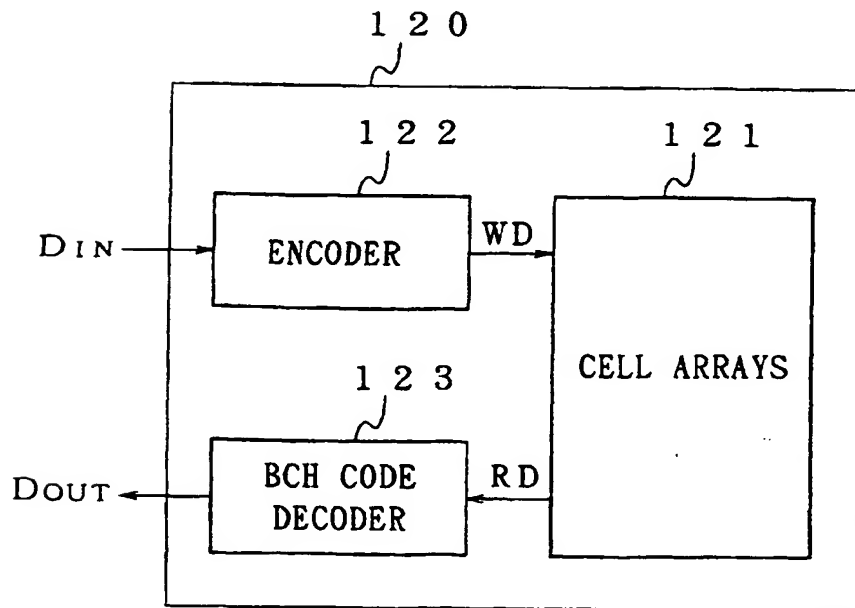 120
122
121
DIN
ENCODER
WD
CELL ARRAYS
123
DOUT
BCH CODE
DECODER
RD